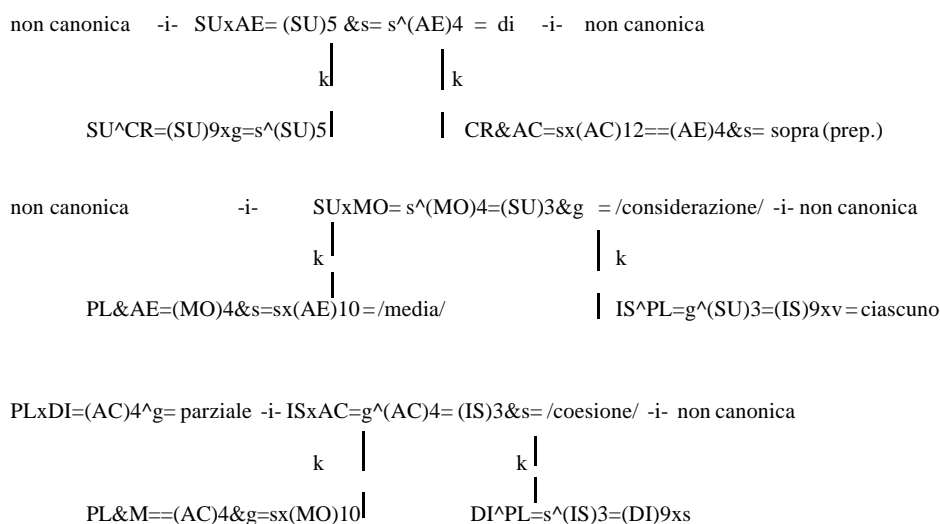 non canonica -i- SUxAE= (SU)5 &s= s^(AE)4 = di -i- non canonica
k k
SU^CR=(SU)9xg=s^(SU)5 CR&AC=sx(AC)12==(AE)4&s= sopra (prep.)
non canonica -i- SUxMO= s^(MO)4=(SU)3&g = /considerazione/ -i- non canonica
k k
PL&AE=(MO)4&s=sx(AE)10 = /media/ IS^PL=g^(SU)3=(IS)9xv = ciascuno
PLxDI=(AC)4^g= parziale -i- ISxAC=g^(AC)4= (IS)3&s= /coesione/ -i- non canonica
k k
PL&M==(AC)4&g=sx(MO)10 DI^PL=s^(IS)3=(DI)9xs